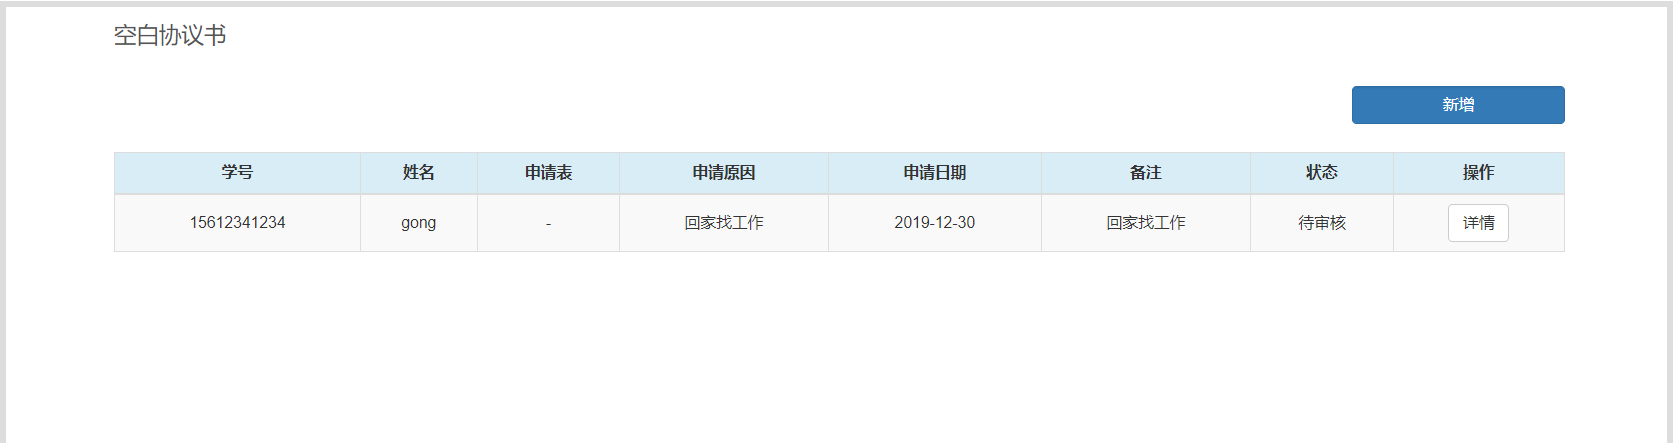 空白协议书
新增
学号 姓名 申请表 申请原因 申请日期 备注 状态 操作
15612341234 gong - 回家找工作 2019-12-30 回家找工作 待审核 详情